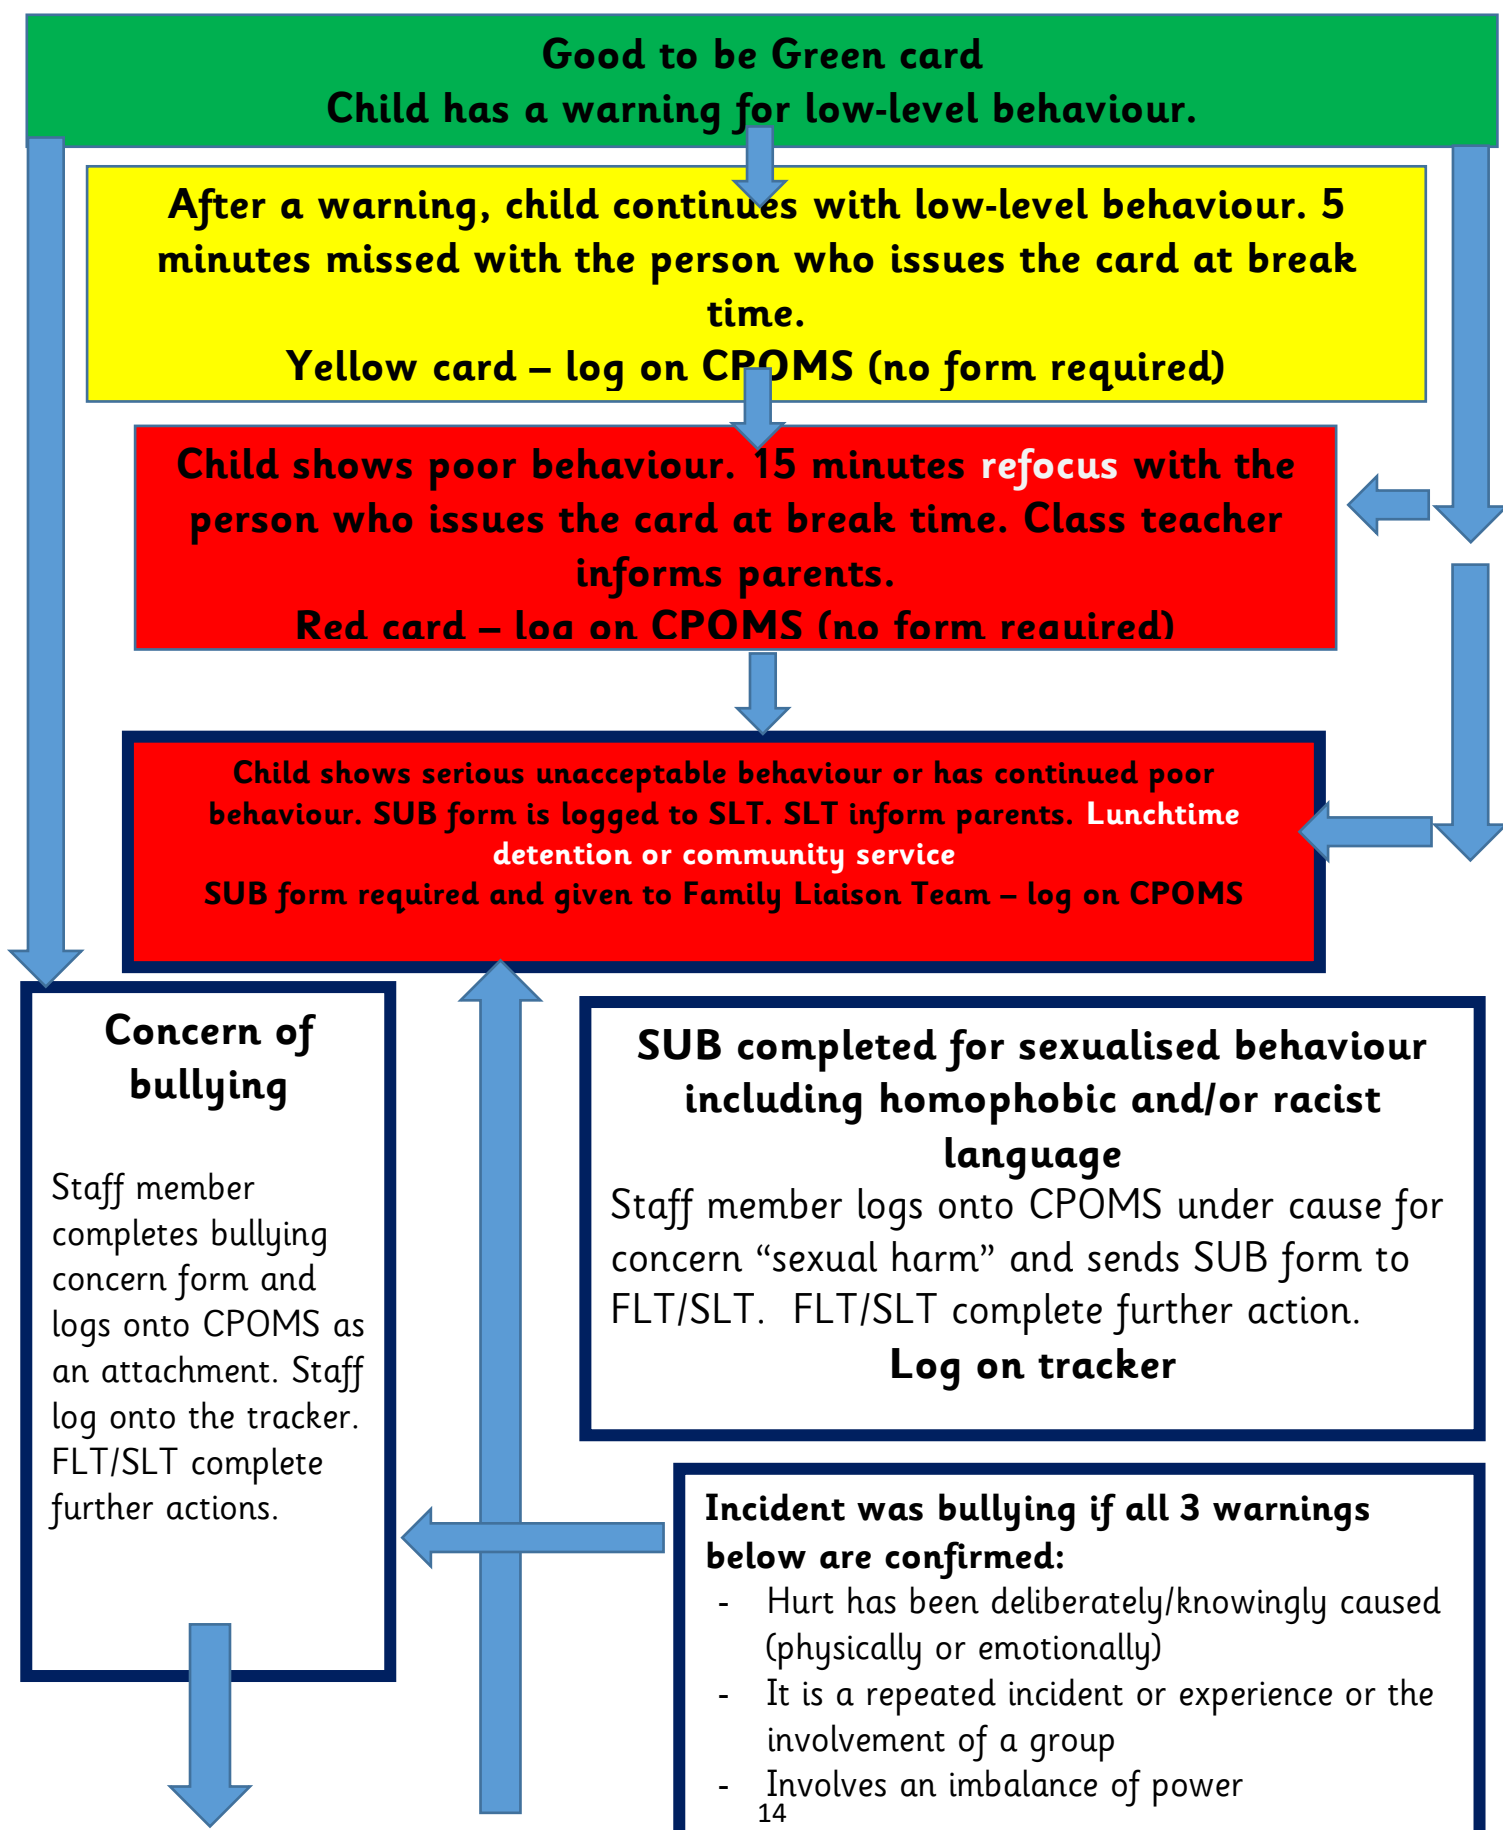 Good to be Green card
Child has a warning for low-level behaviour.
After a warning, child continues with low-level behaviour. 5
minutes missed with the person who issues the card at break
time.
Yellow card – log on CPOMS (no form required)
Child shows poor behaviour. 15 minutes refocus with the
person who issues the card at break time. Class teacher
informs parents.
Red card – log on CPOMS (no form required)
Child shows serious unacceptable behaviour or has continued poor
behaviour. SUB form is logged to SLT. SLT inform parents. Lunchtime
detention or community service
SUB form required and given to Family Liaison Team – log on CPOMS
Concern of
bullying
Staff member
completes bullying
concern form and
logs onto CPOMS as
an attachment. Staff
log onto the tracker.
FLT/SLT complete
further actions.
SUB completed for sexualised behaviour
including homophobic and/or racist
language
Staff member logs onto CPOMS under cause for
concern “sexual harm” and sends SUB form to
FLT/SLT.  FLT/SLT complete further action.
Log on tracker
Incident was bullying if all 3 warnings
below are confirmed:
- Hurt has been deliberately/knowingly caused
(physically or emotionally)
- It is a repeated incident or experience or the
involvement of a group
- Involves an imbalance of power
14